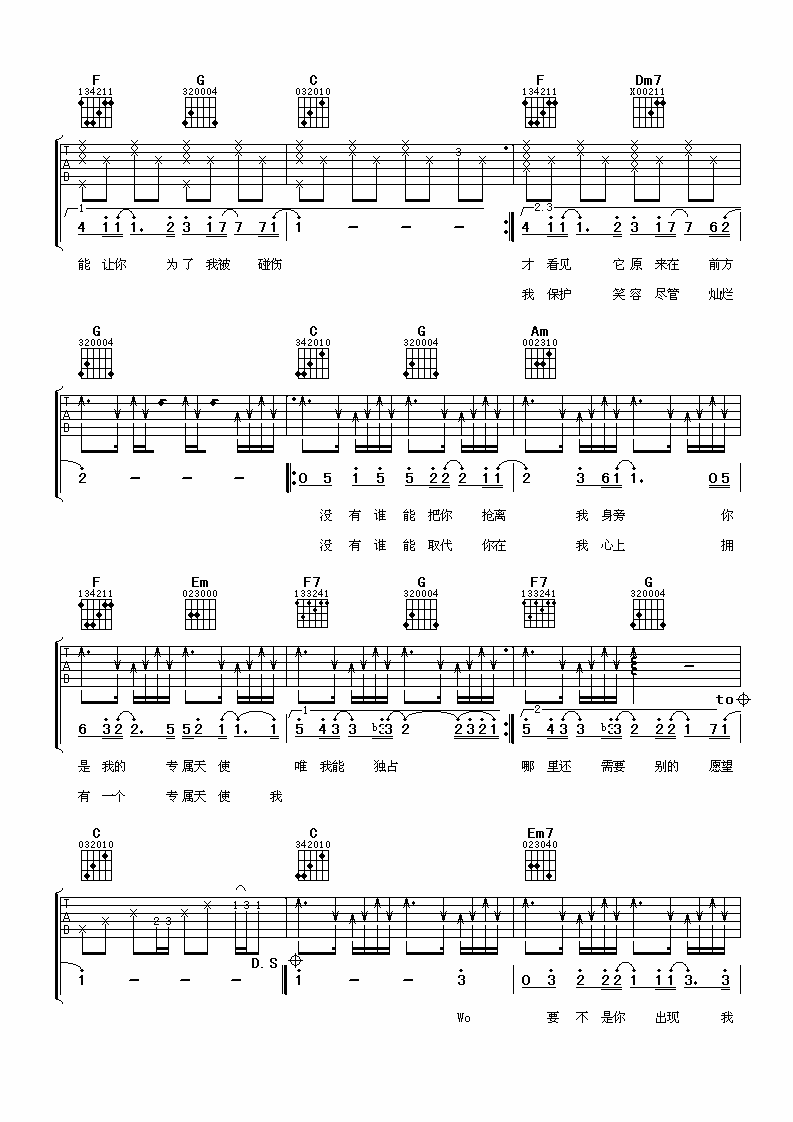 F G C F Dm7
134211 320004 032010 134211 X00211
T A B 3
1 2.3
4 1 1 1. 2 3 1 7 7 7 1 1 - - - 4 1 1 1. 2 3 1 7 7 6 2
能 让你 为了 我被 碰伤 才 看见 它原 来在 前方
我 保护 笑容 尽管 灿烂
G C G Am
320004 342010 320004 002310
T A B
2 - - - 0 5 1 5 5 2 2 2 1 1 2 3 6 1 1. 0 5
没 有 谁 能 把你 抢离 我 身旁 你
没 有 谁 能 取代 你在 我 心上 拥
F Em F7 G F7 G
134211 023000 133241 320004 133241 320004
T A B -
to
1 2
6 3 2 2. 5 5 2 1 1. 1 5 4 3 3 b3 3 2 2 3 2 1 5 4 3 3 b3 3 2 2 2 1 7 1
是 我的 专属天 使 唯 我能 独占 哪 里还 需要 别的 愿望
有 一个 专属天 使 我
C C Em7
032010 342010 023040
T A B 2 3 1 3 1
D.S
1 - - - 1 - - 3 0 3 2 2 2 1 1 1 3. 3
Wo 要 不 是你 出现 我